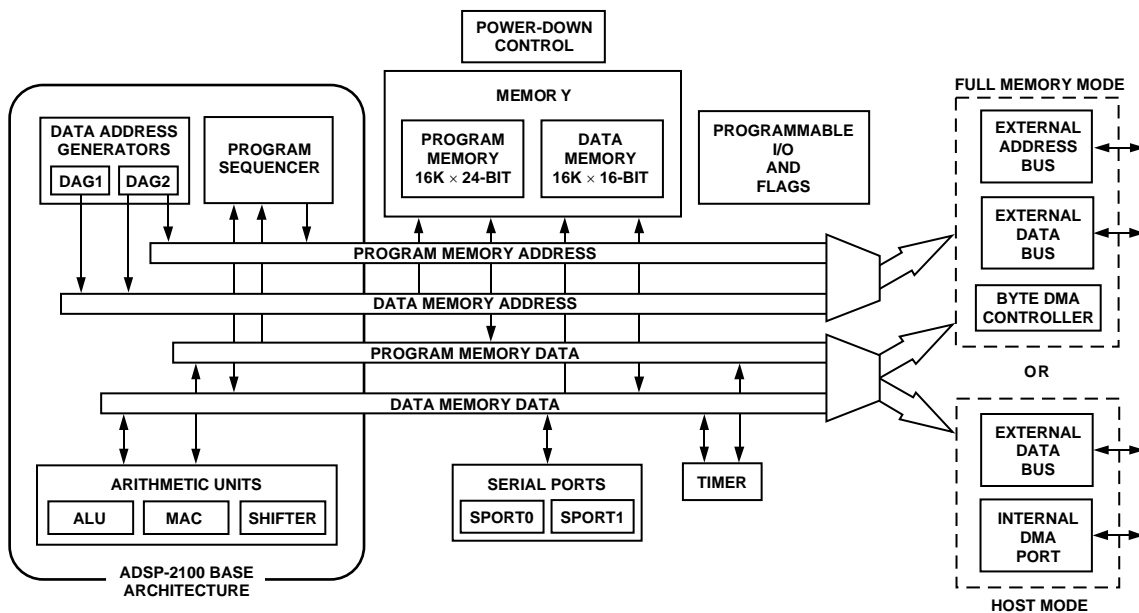 POWER-DOWN
CONTROL
MEMORY
PROGRAM
MEMORY
16K × 24-BIT
DATA
MEMORY
16K × 16-BIT
DATA ADDRESS
GENERATORS
DAG1
DAG2
PROGRAM
SEQUENCER
PROGRAMMABLE
I/O
AND
FLAGS
FULL MEMORY MODE
EXTERNAL
ADDRESS
BUS
EXTERNAL
DATA
BUS
BYTE DMA
CONTROLLER
OR
PROGRAM MEMORY ADDRESS
DATA MEMORY ADDRESS
PROGRAM MEMORY DATA
DATA MEMORY DATA
ARITHMETIC UNITS
ALU
MAC
SHIFTER
SERIAL PORTS
SPORT0
SPORT1
TIMER
EXTERNAL
DATA
BUS
INTERNAL
DMA
PORT
HOST MODE
ADSP-2100 BASE
ARCHITECTURE